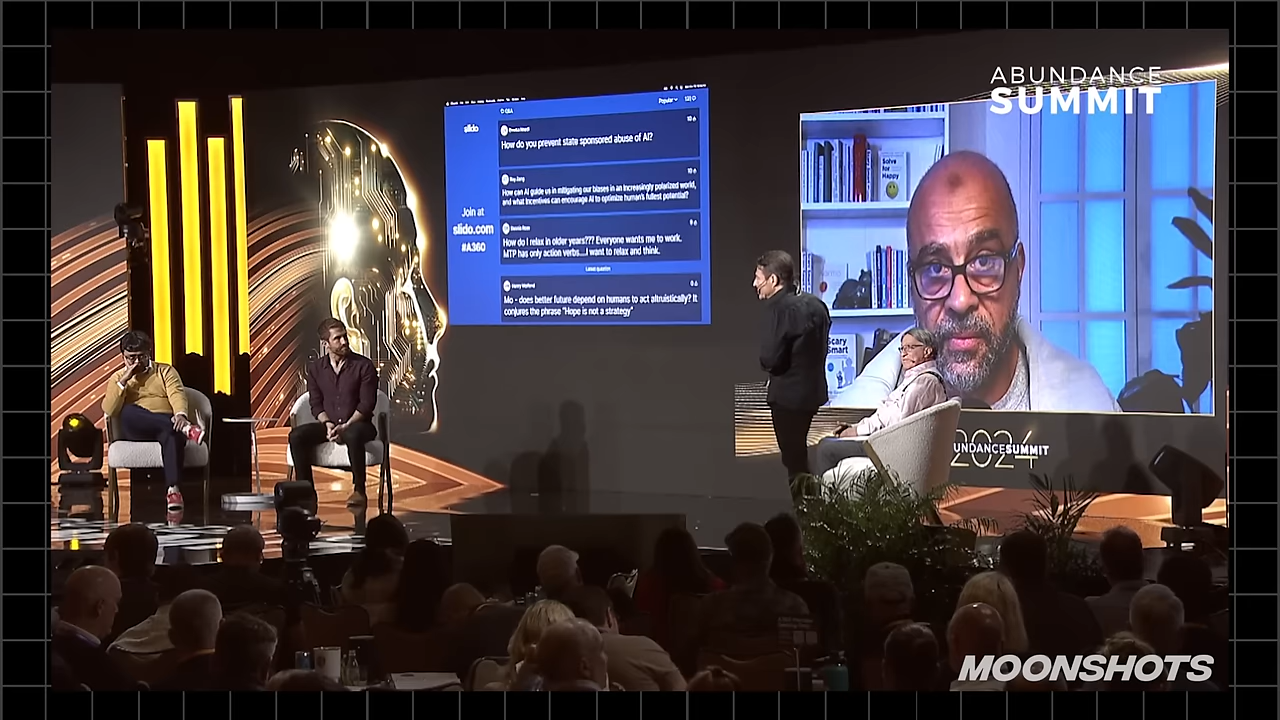 ABUNDANCE
SUMMIT
Popular
Q&A
slido
How do you prevent state sponsored abuse of AI?
How can AI guide us in mitigating our biases in an increasingly polarized world,
and what incentives can encourage AI to optimize human's fullest potential?
Join at
slido.com
#A360
How do I relax in older years??? Everyone wants me to work.
MTP has only action verbs....I want to relax and think.
Latest question
Mo - does better future depend on humans to act altruistically? It
conjures the phrase "Hope is not a strategy"
Solve
for
Happy
Scary
Smart
2024
UNDANCESUMMIT
MOONSHOTS